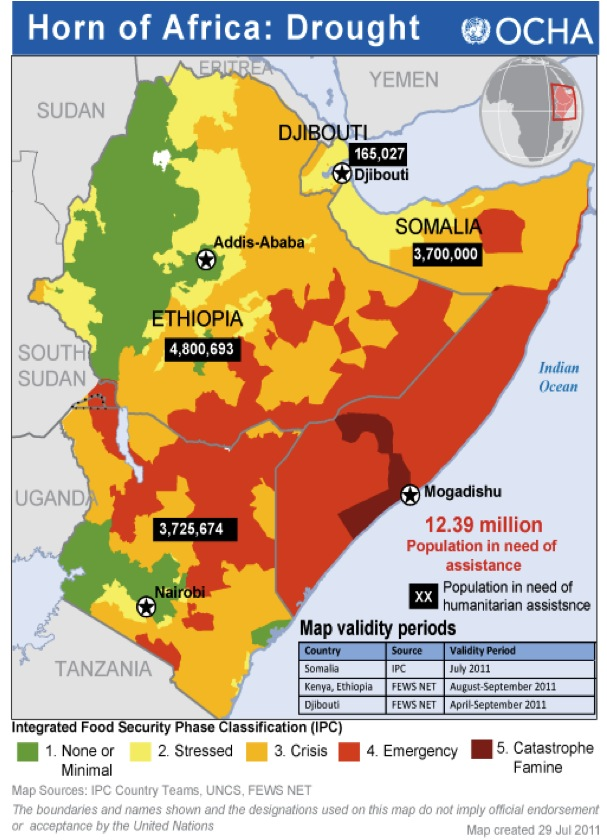 Horn of Africa: Drought
OCHA
ERITREA
YEMEN
SUDAN
DJIBOUTI
165,027
Djibouti
SOMALIA
3,700,000
Addis-Ababa
ETHIOPIA
4,800,693
SOUTH
SUDAN
Indian
Ocean
UGANDA
Mogadishu
3,725,674
12.39 million
Population in need of
assistance
XX
Population in need of
humanitarian assistsnce
Nairobi
TANZANIA
Map validity periods
Country Source Validity Period
Somalia IPC July 2011
Kenya, Ethiopia FEWS NET August-September 2011
Djibouti FEWS NET April-September 2011
Integrated Food Security Phase Classification (IPC)
1. None or
Minimal
2. Stressed
3. Crisis
4. Emergency
5. Catastrophe
Famine
Map Sources: IPC Country Teams, UNCS, FEWS NET
The boundaries and names shown and the designations used on this map do not imply official endorsement
or acceptance by the United Nations
Map created 29 Jul 2011